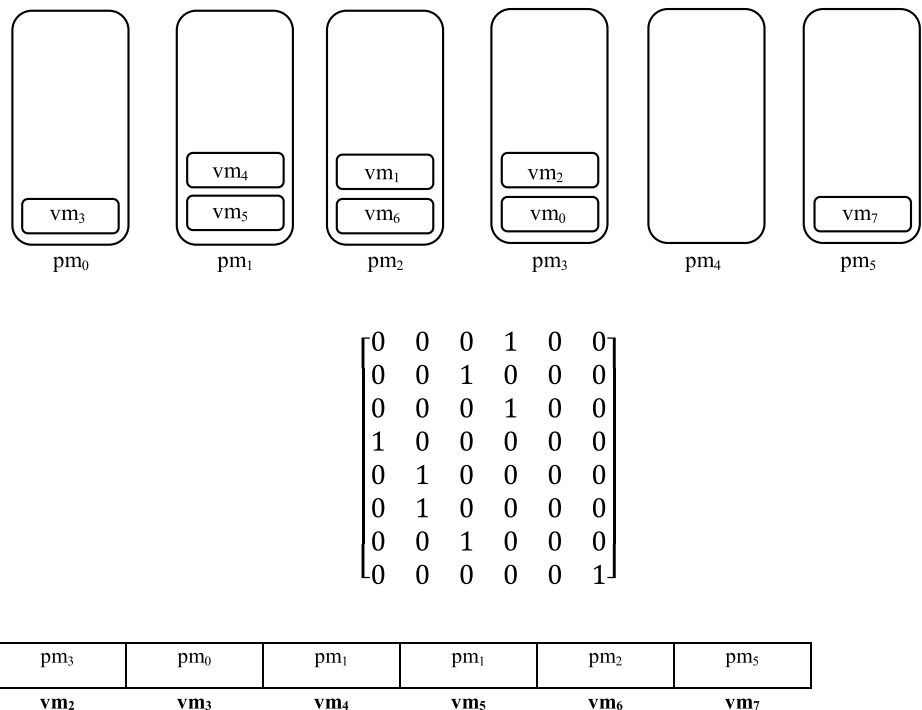 vm₄ vm₁ vm₂
vm₃ vm₅ vm₆ vm₀ vm₇
pm₀ pm₁ pm₂ pm₃ pm₄ pm₅
0 0 0 1 0 0
0 0 1 0 0 0
0 0 0 1 0 0
1 0 0 0 0 0
0 1 0 0 0 0
0 1 0 0 0 0
0 0 1 0 0 0
0 0 0 0 0 1
pm₃ pm₀ pm₁ pm₁ pm₂ pm₅
vm₂ vm₃ vm₄ vm₅ vm₆ vm₇